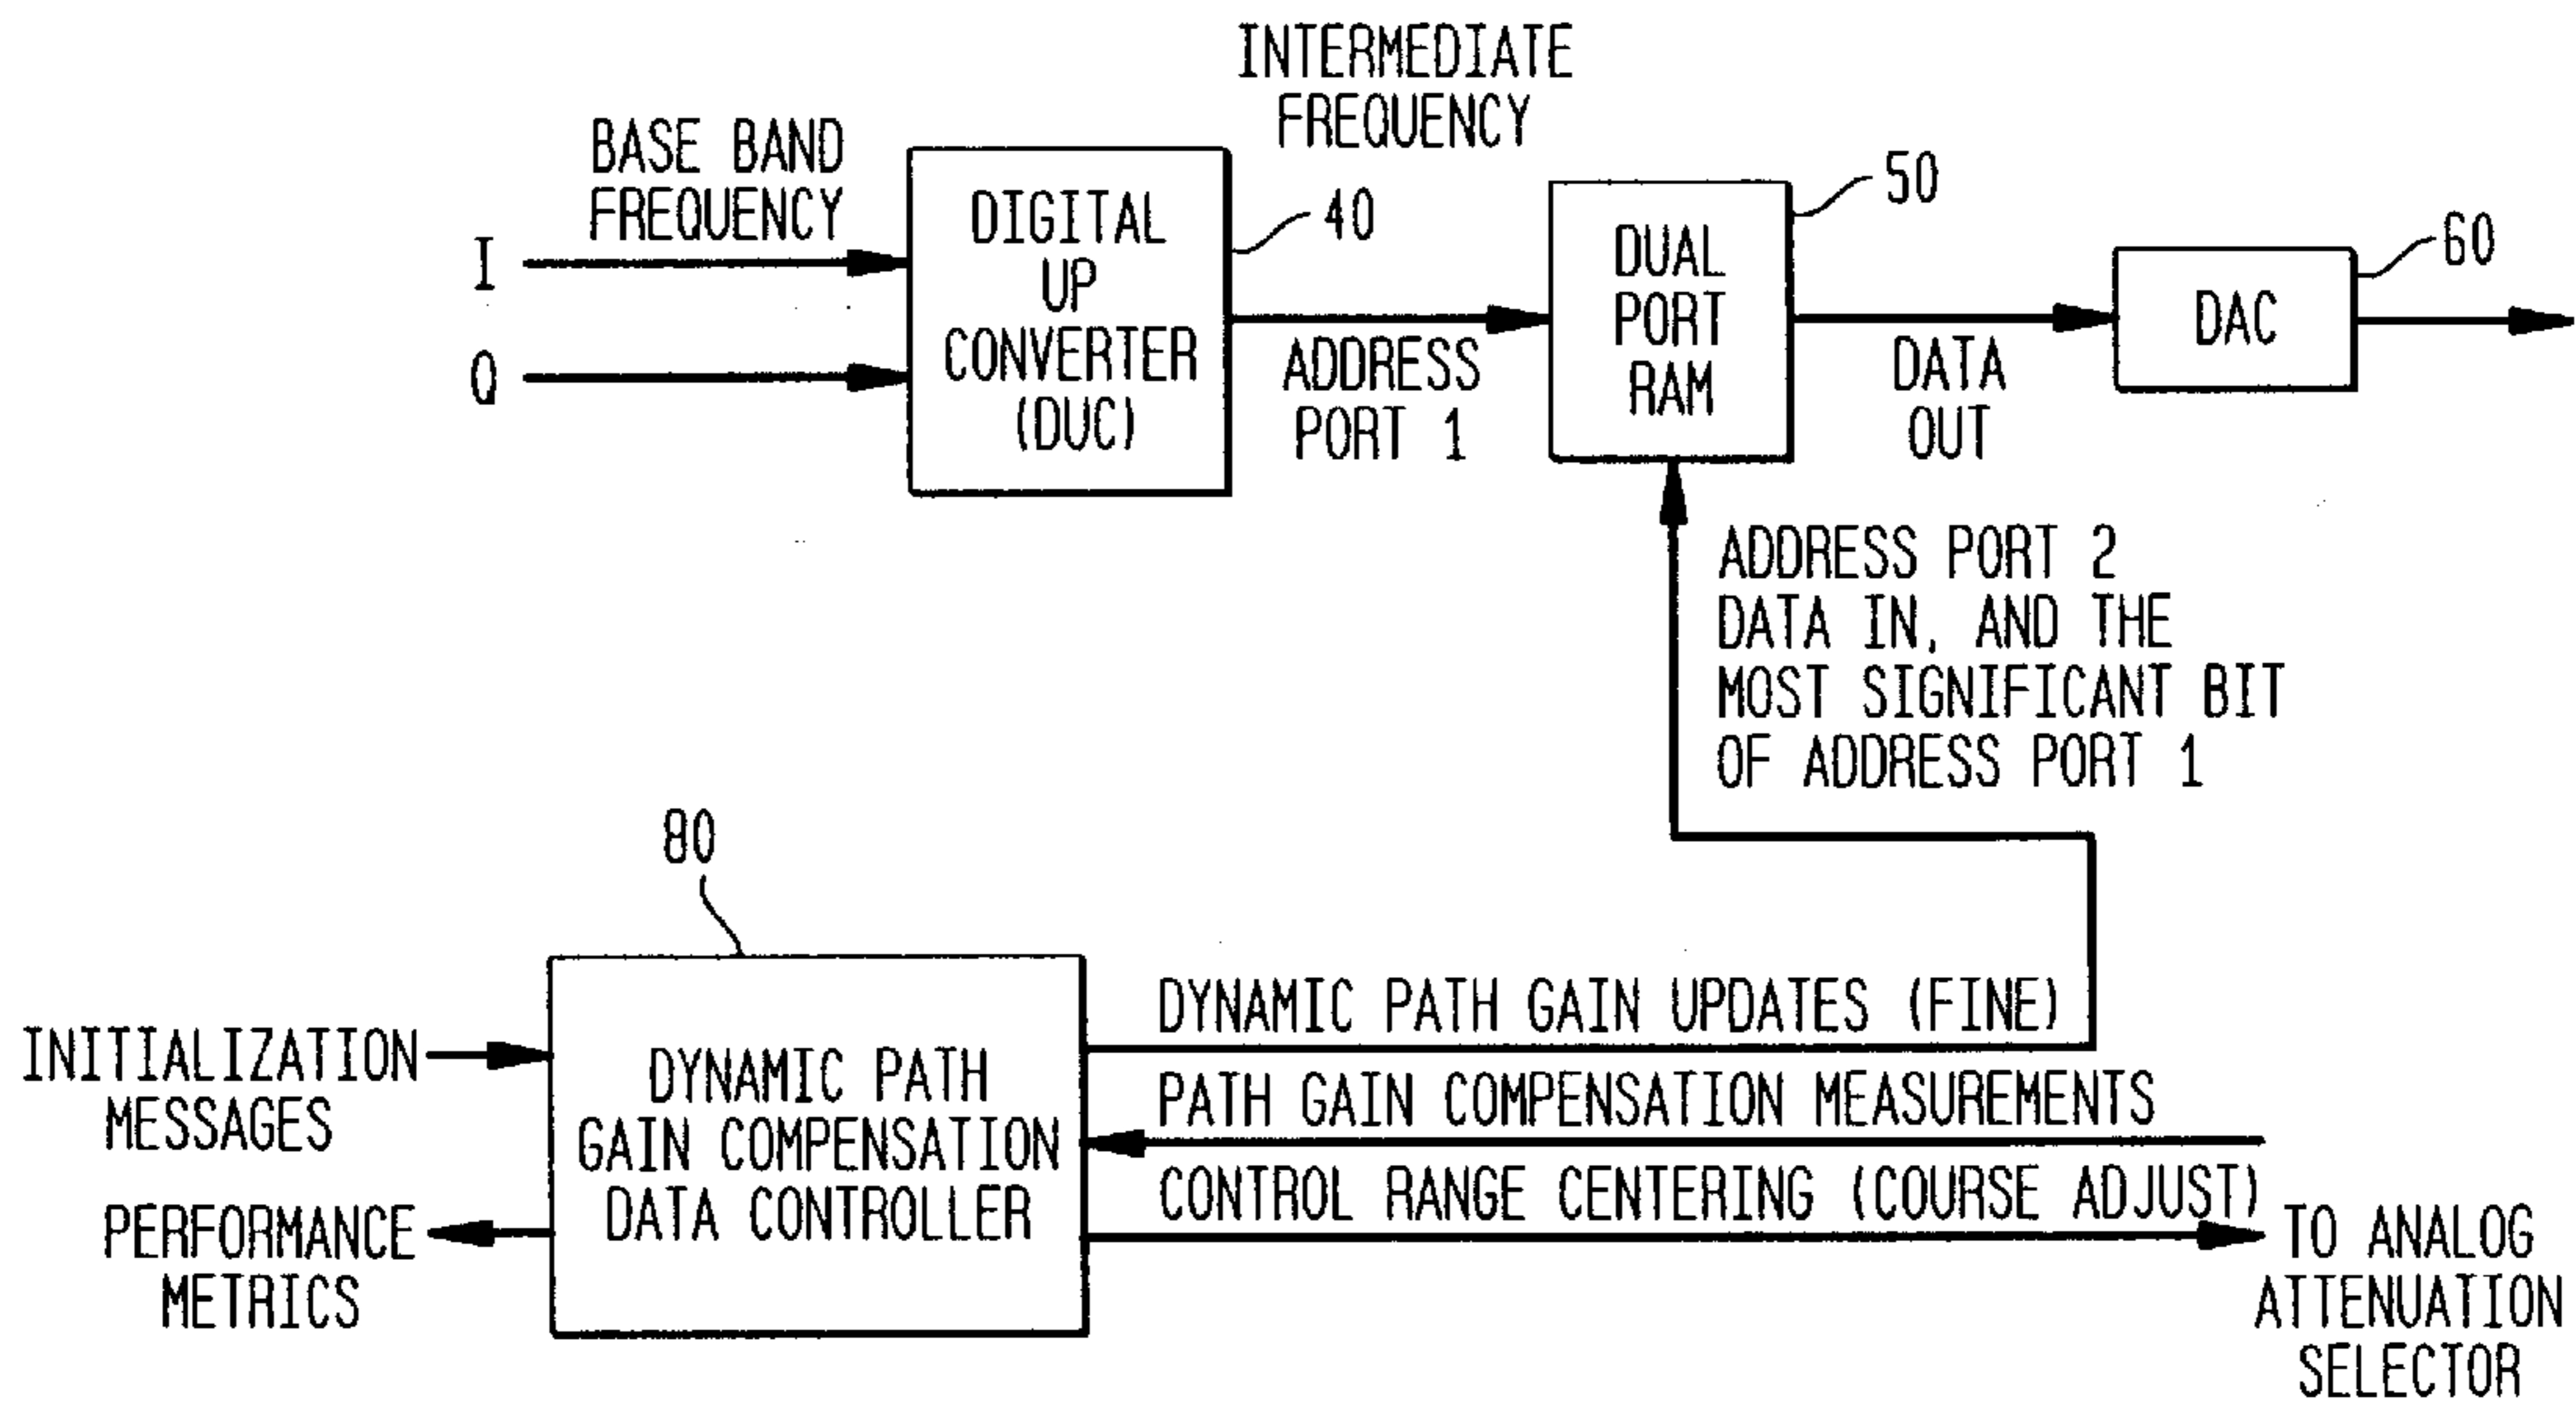 INTERMEDIATE
FREQUENCY
BASE BAND
FREQUENCY
I
Q
DIGITAL
UP
CONVERTER
(DUC)
40
ADDRESS
PORT 1
DUAL
PORT
RAM
50
DATA
OUT
DAC
60
ADDRESS PORT 2
DATA IN, AND THE
MOST SIGNIFICANT BIT
OF ADDRESS PORT 1
80
INITIALIZATION
MESSAGES
PERFORMANCE
METRICS
DYNAMIC PATH
GAIN COMPENSATION
DATA CONTROLLER
DYNAMIC PATH GAIN UPDATES (FINE)
PATH GAIN COMPENSATION MEASUREMENTS
CONTROL RANGE CENTERING (COURSE ADJUST)
TO ANALOG
ATTENUATION
SELECTOR